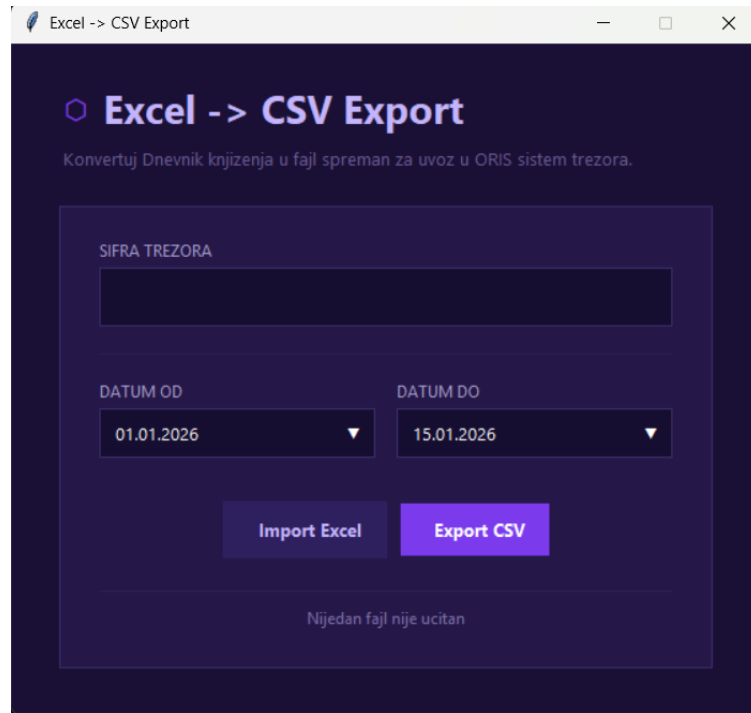 Excel -> CSV Export
Excel -> CSV Export
Konvertuj Dnevnik knjizenja u fajl spreman za uvoz u ORIS sistem trezora.
SIFRA TREZORA
DATUM OD DATUM DO
01.01.2026 15.01.2026
Import Excel Export CSV
Nijedan fajl nije ucitan